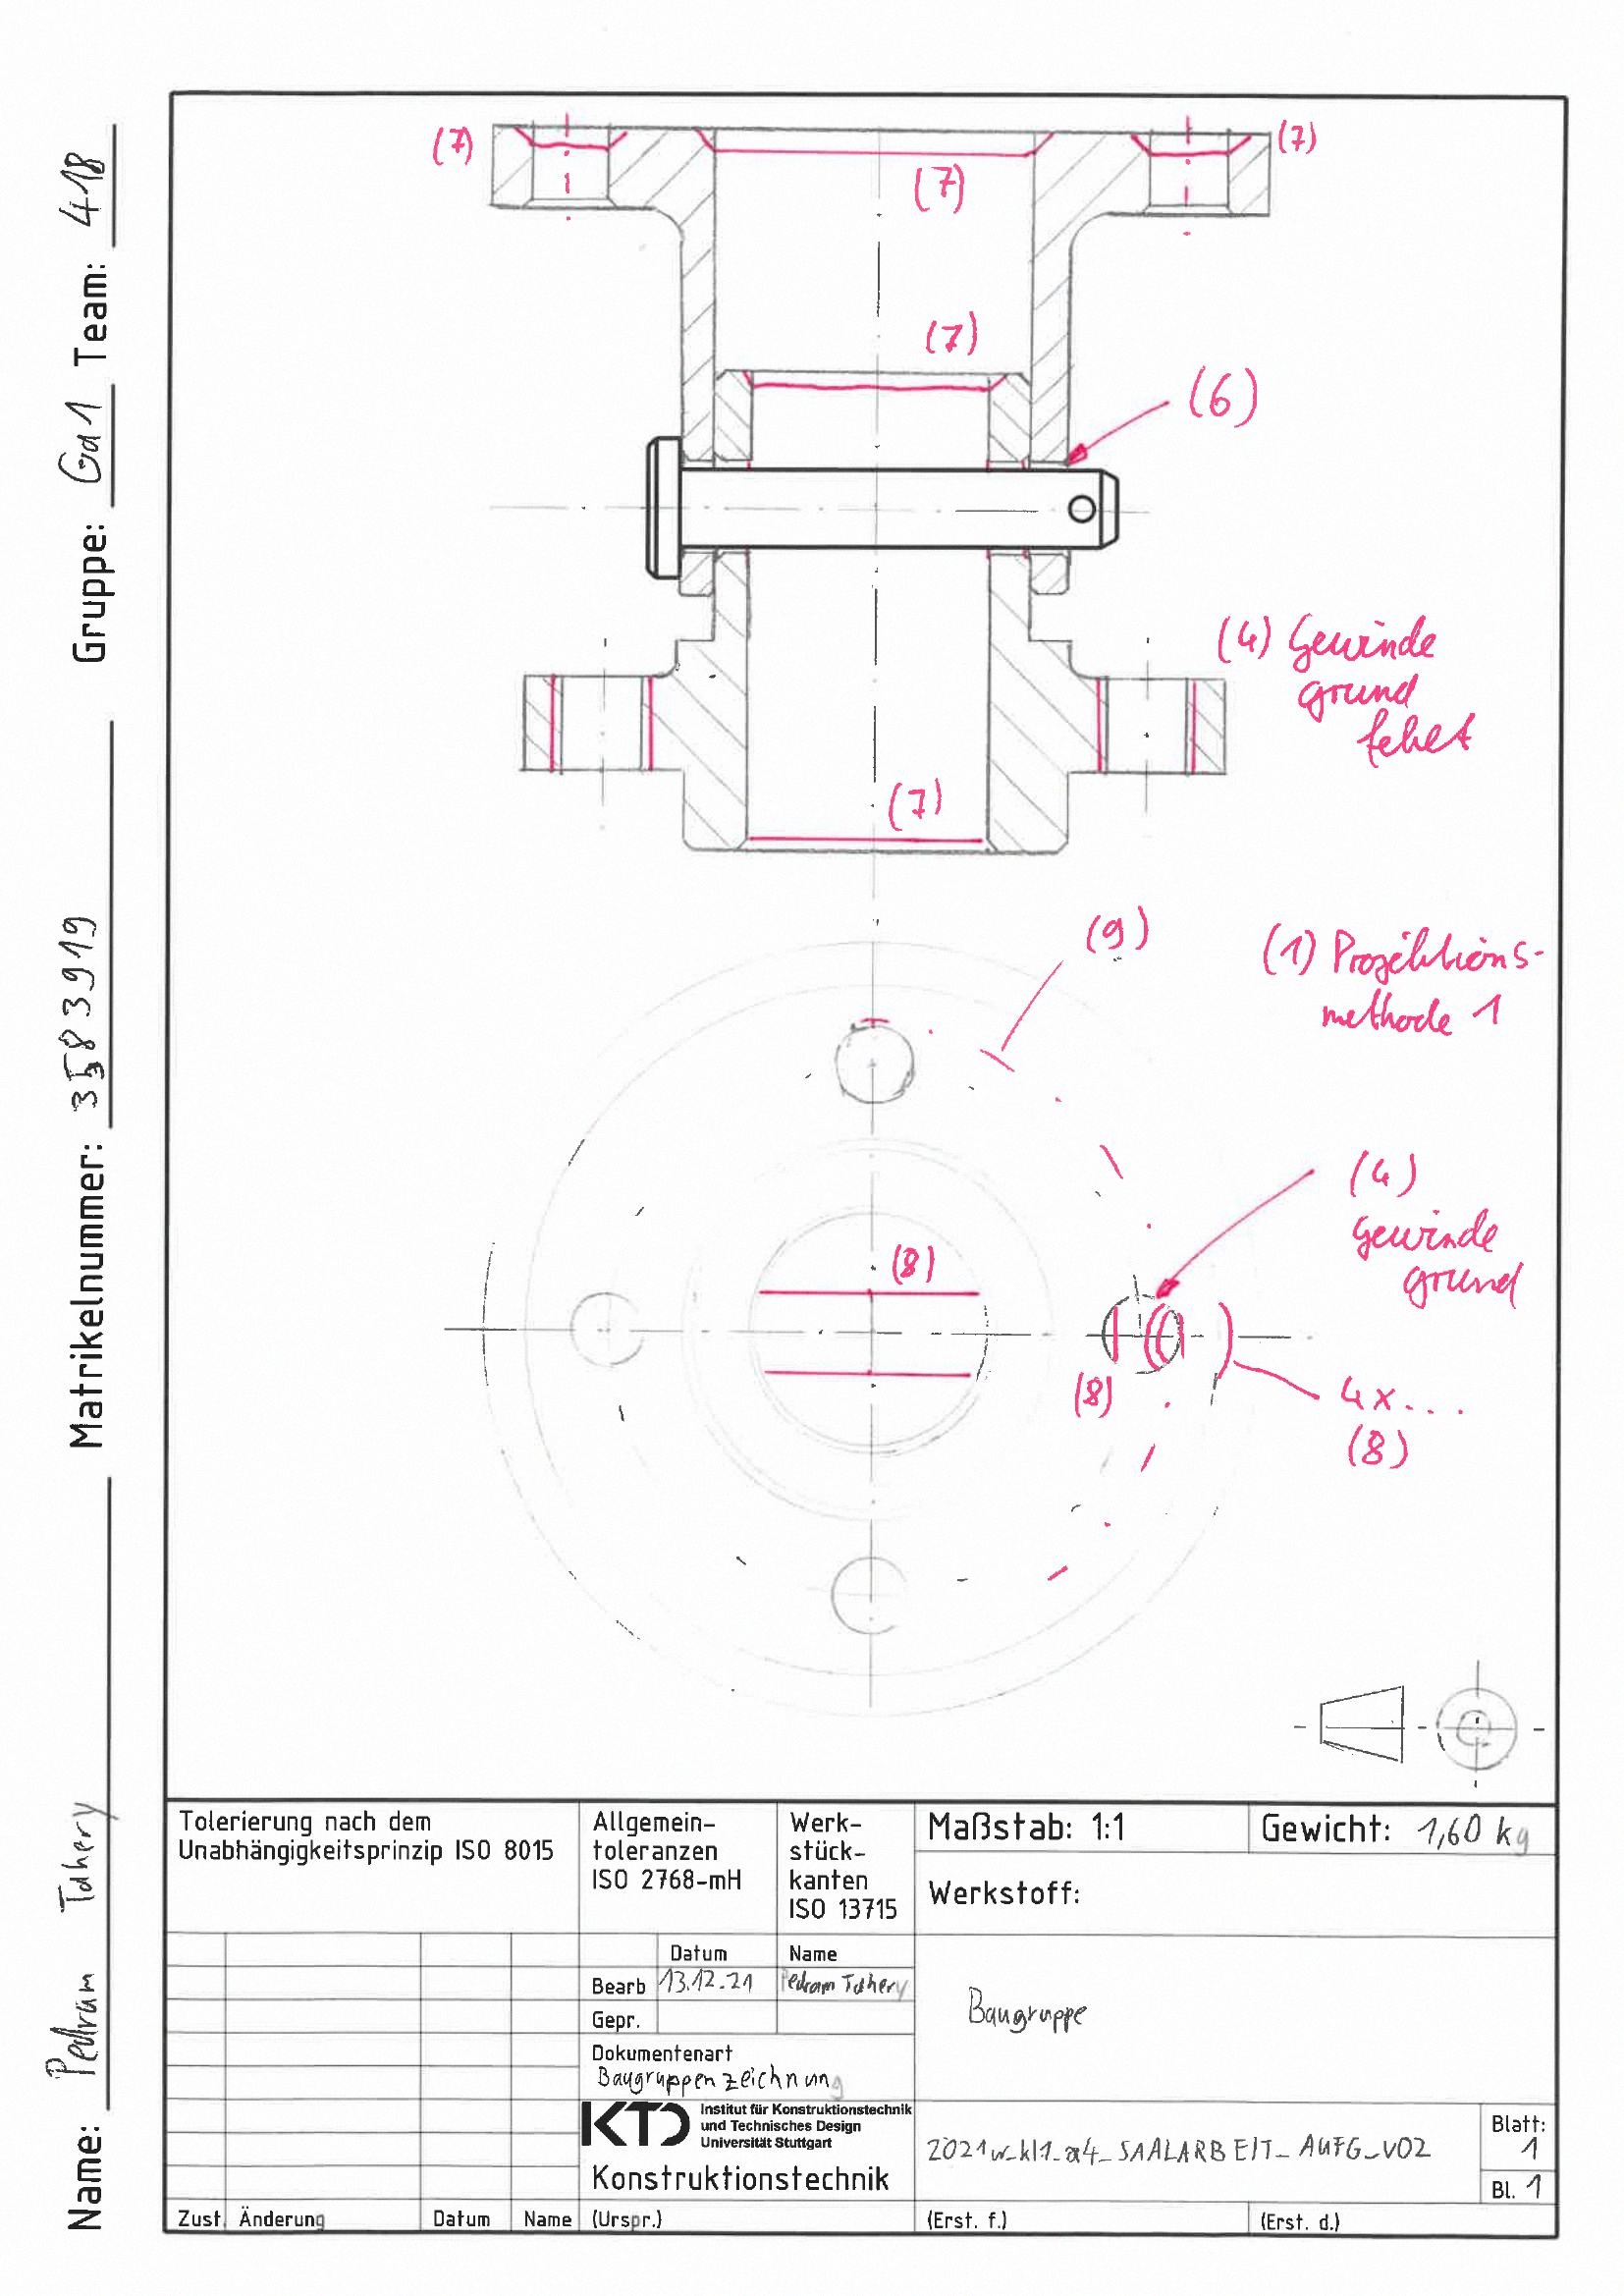 (7)
(7)
(7)
(7)
(6)
(4) Gewinde
grund
fehlt
(7)
(9)
(1) Projektions-
methode 1
(4)
Gewinde
grund
(8)
(8)
4x...
(8)
Name: Pedram Tahery Matrikelnummer: 3583919 Gruppe: Ga1 Team: 418
Tolerierung nach dem
Unabhängigkeitsprinzip ISO 8015
Allgemein-
toleranzen
ISO 2768-mH
Werk-
stück-
kanten
ISO 13715
Maßstab: 1:1
Gewicht: 1,60 kg
Werkstoff:
Datum Name
Bearb 13.12.21 Pedram Tahery
Gepr.
Dokumentenart
Baugruppenzeichnung
Baugruppe
KTD Institut für Konstruktionstechnik
und Technisches Design
Universität Stuttgart
Konstruktionstechnik
2021w_kl1_a4_SAALARBEIT_AUFG_V02
Blatt:
1
Bl. 1
Zust. Änderung Datum Name (Urspr.) (Erst. f.) (Erst. d.)